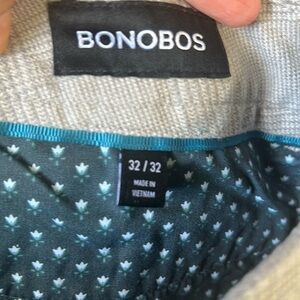 BONOBOS
32 / 32
MADE IN
VIETNAM